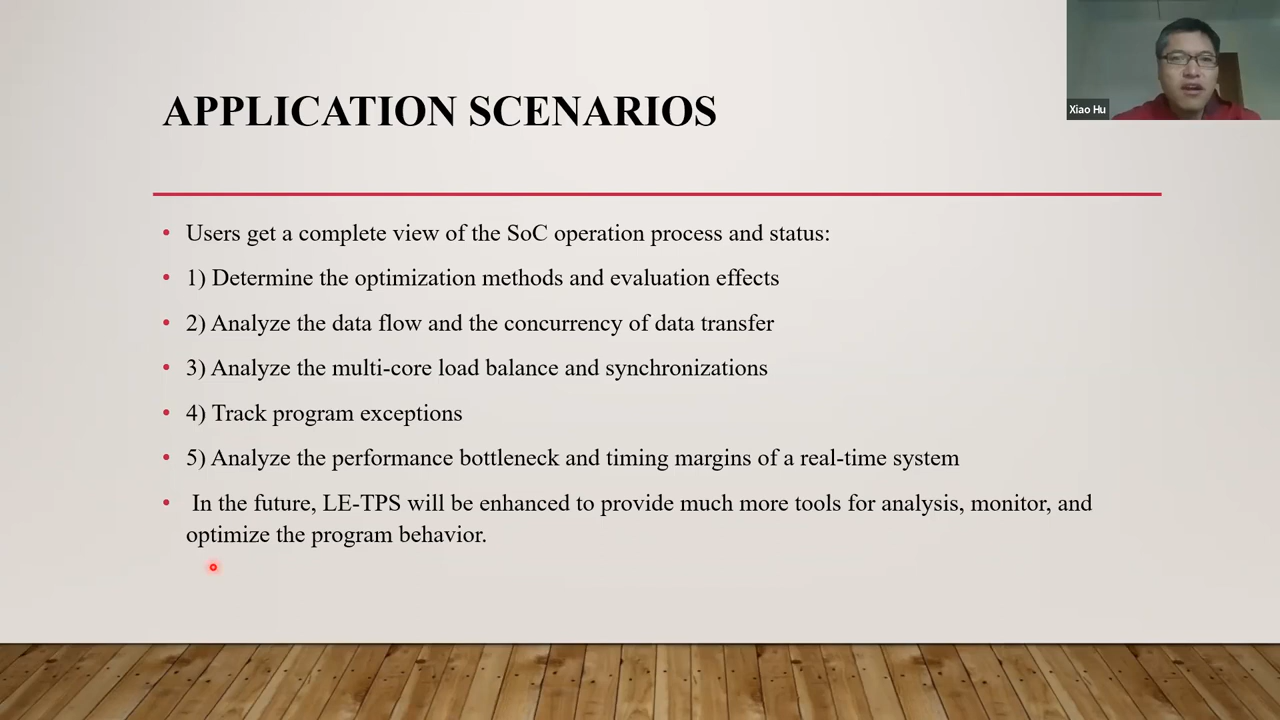 APPLICATION SCENARIOS
Xiao Hu
• Users get a complete view of the SoC operation process and status:
• 1) Determine the optimization methods and evaluation effects
• 2) Analyze the data flow and the concurrency of data transfer
• 3) Analyze the multi-core load balance and synchronizations
• 4) Track program exceptions
• 5) Analyze the performance bottleneck and timing margins of a real-time system
• In the future, LE-TPS will be enhanced to provide much more tools for analysis, monitor, and
optimize the program behavior.